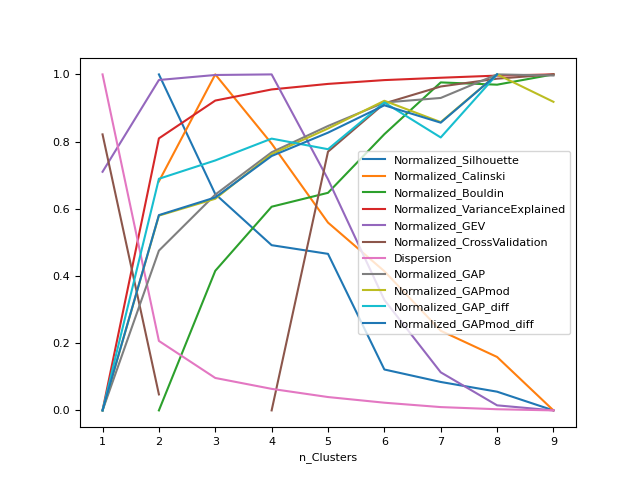 1.0
0.8
0.6
0.4
0.2
0.0
1 2 3 4 5 6 7 8 9
n_Clusters
Normalized_Silhouette
Normalized_Calinski
Normalized_Bouldin
Normalized_VarianceExplained
Normalized_GEV
Normalized_CrossValidation
Dispersion
Normalized_GAP
Normalized_GAPmod
Normalized_GAP_diff
Normalized_GAPmod_diff